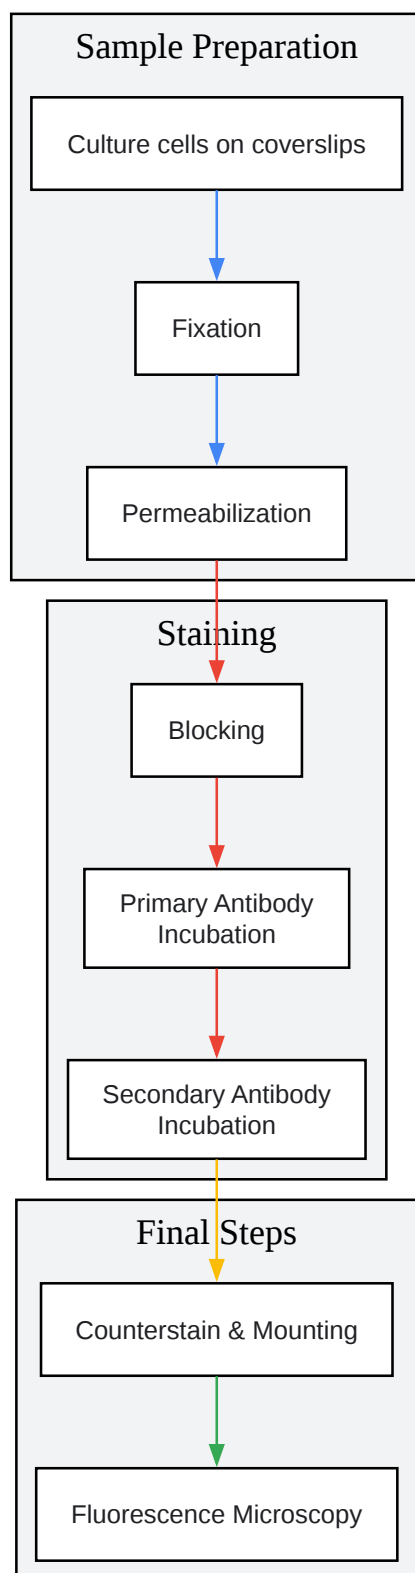 Sample Preparation
Culture cells on coverslips
Fixation
Permeabilization
Staining
Blocking
Primary Antibody
Incubation
Secondary Antibody
Incubation
Final Steps
Counterstain & Mounting
Fluorescence Microscopy